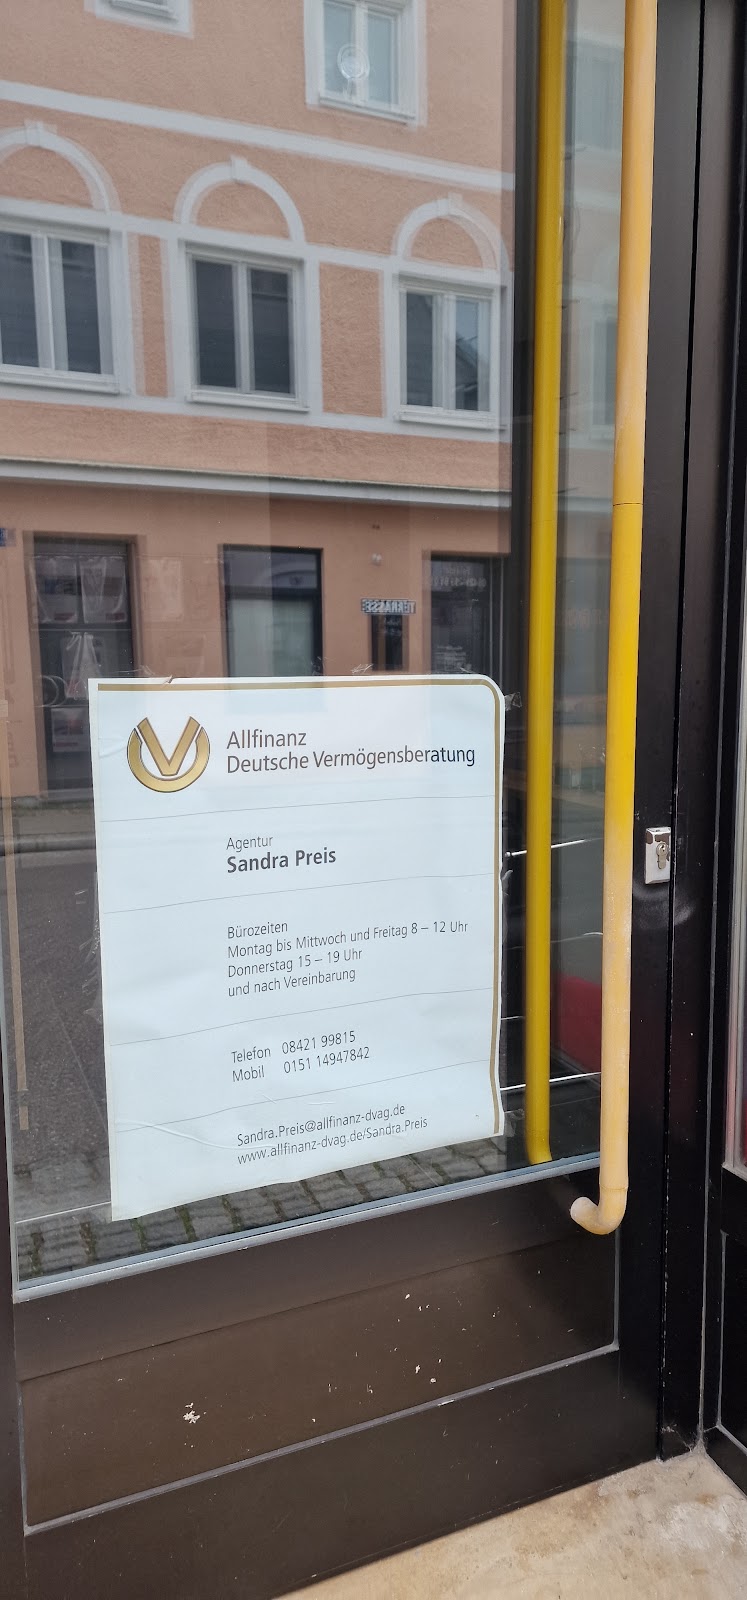 TERRASSE
Allfinanz
Deutsche Vermögensberatung
Agentur
Sandra Preis
Bürozeiten
Montag bis Mittwoch und Freitag 8 – 12 Uhr
Donnerstag 15 – 19 Uhr
und nach Vereinbarung
Telefon 08421 99815
Mobil 0151 14947842
Sandra.Preis@allfinanz-dvag.de
www.allfinanz-dvag.de/Sandra.Preis